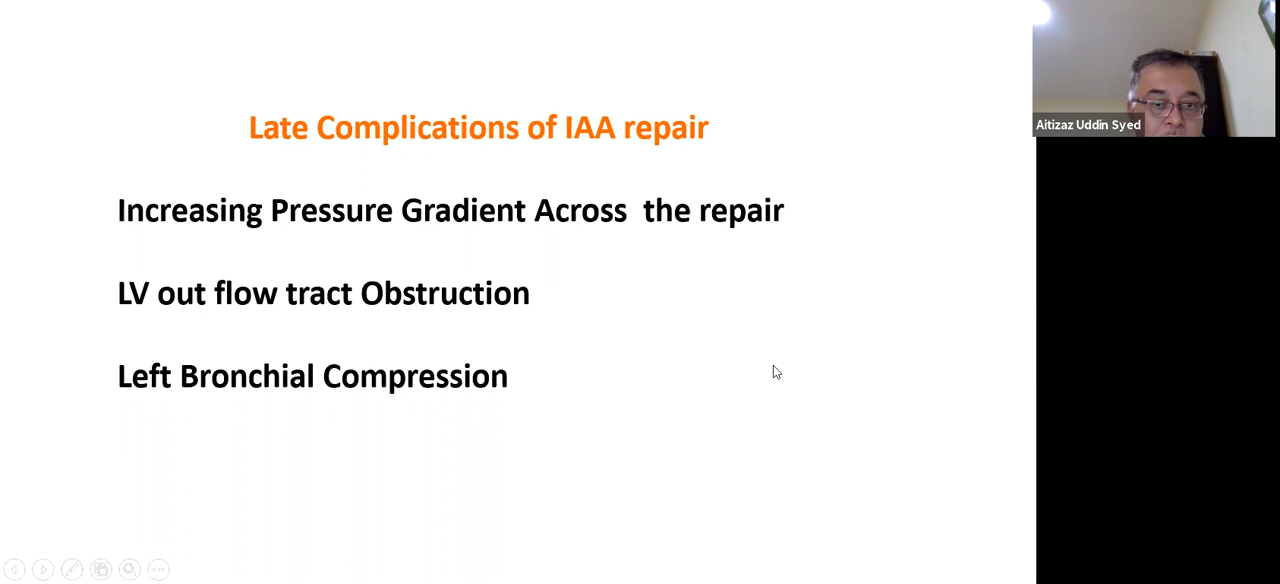 Late Complications of IAA repair
Increasing Pressure Gradient Across the repair
LV out flow tract Obstruction
Left Bronchial Compression
Aitizaz Uddin Syed